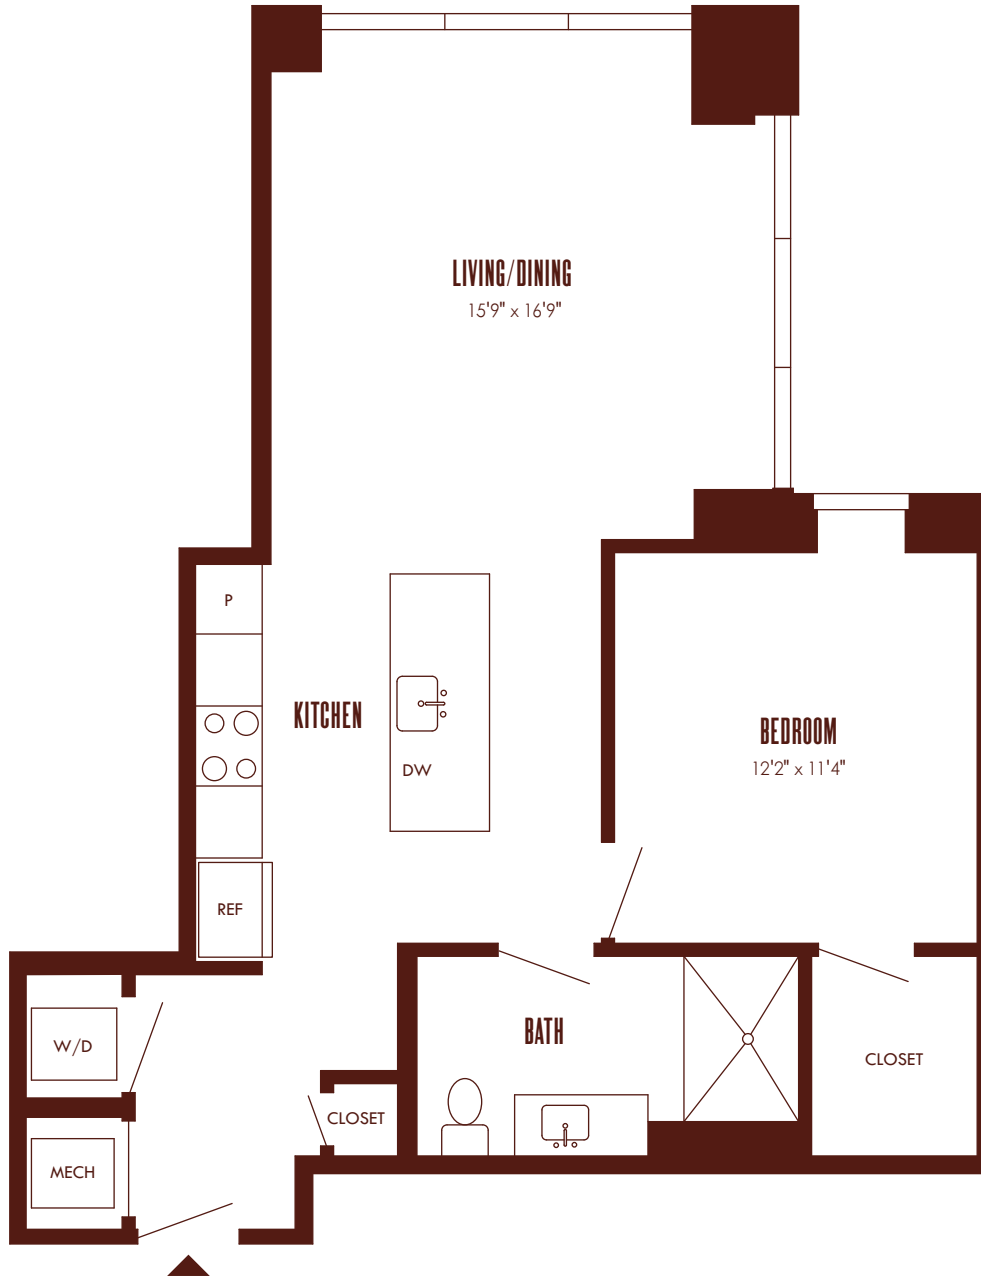 LIVING/DINING
15'9" x 16'9"
P
KITCHEN
BEDROOM
12'2" x 11'4"
DW
REF
BATH
W/D
CLOSET
CLOSET
MECH